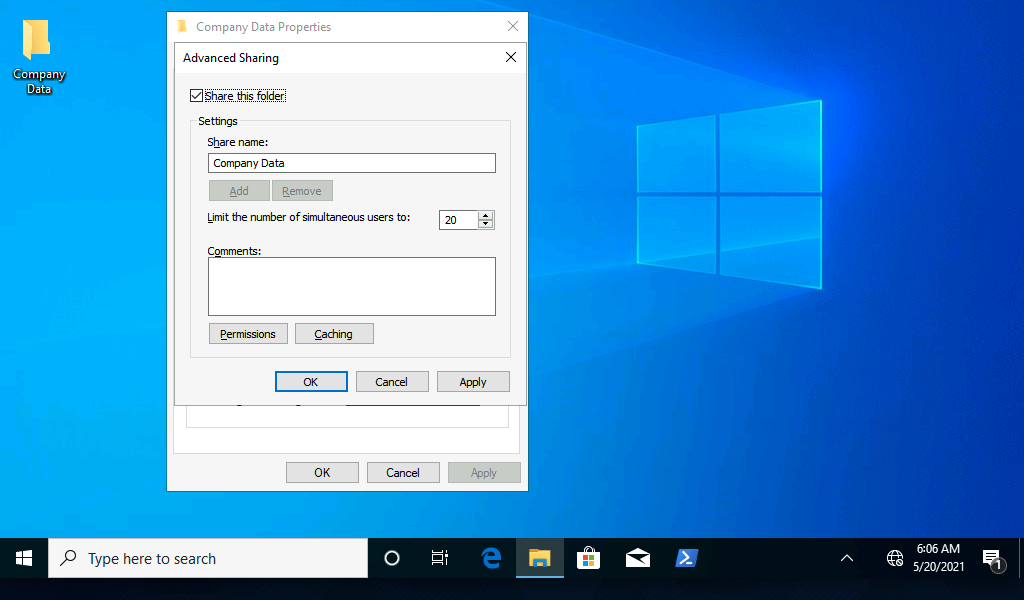 Company Data Properties
Company
Data
Advanced Sharing
Share this folder
Settings
Share name:
Company Data
Add
Remove
Limit the number of simultaneous users to:
20
Comments:
Permissions
Caching
OK
Cancel
Apply
OK
Cancel
Apply
Type here to search
6:06 AM
5/20/2021
1